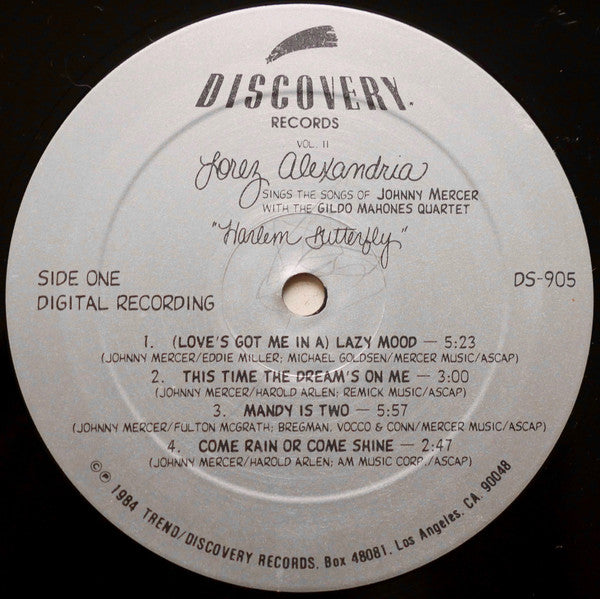 DISCOVERY.
RECORDS
VOL. II
Lorez Alexandria
SINGS THE SONGS OF JOHNNY MERCER
WITH THE GILDO MAHONES QUARTET
"Harlem Butterfly"
SIDE ONE
DIGITAL RECORDING
DS-905
1. (LOVE'S GOT ME IN A) LAZY MOOD — 5:23
(JOHNNY MERCER/EDDIE MILLER; MICHAEL GOLDSEN/MERCER MUSIC/ASCAP)
2. THIS TIME THE DREAM'S ON ME — 3:00
(JOHNNY MERCER/HAROLD ARLEN; REMICK MUSIC/ASCAP)
3. MANDY IS TWO — 5:57
(JOHNNY MERCER/FULTON MCGRATH; BREGMAN, VOCCO & CONN/MERCER MUSIC/ASCAP)
4. COME RAIN OR COME SHINE — 2:47
(JOHNNY MERCER/HAROLD ARLEN; AM MUSIC CORP./ASCAP)
©℗ 1984 TREND/DISCOVERY RECORDS, Box 48081, Los Angeles, CA. 90048